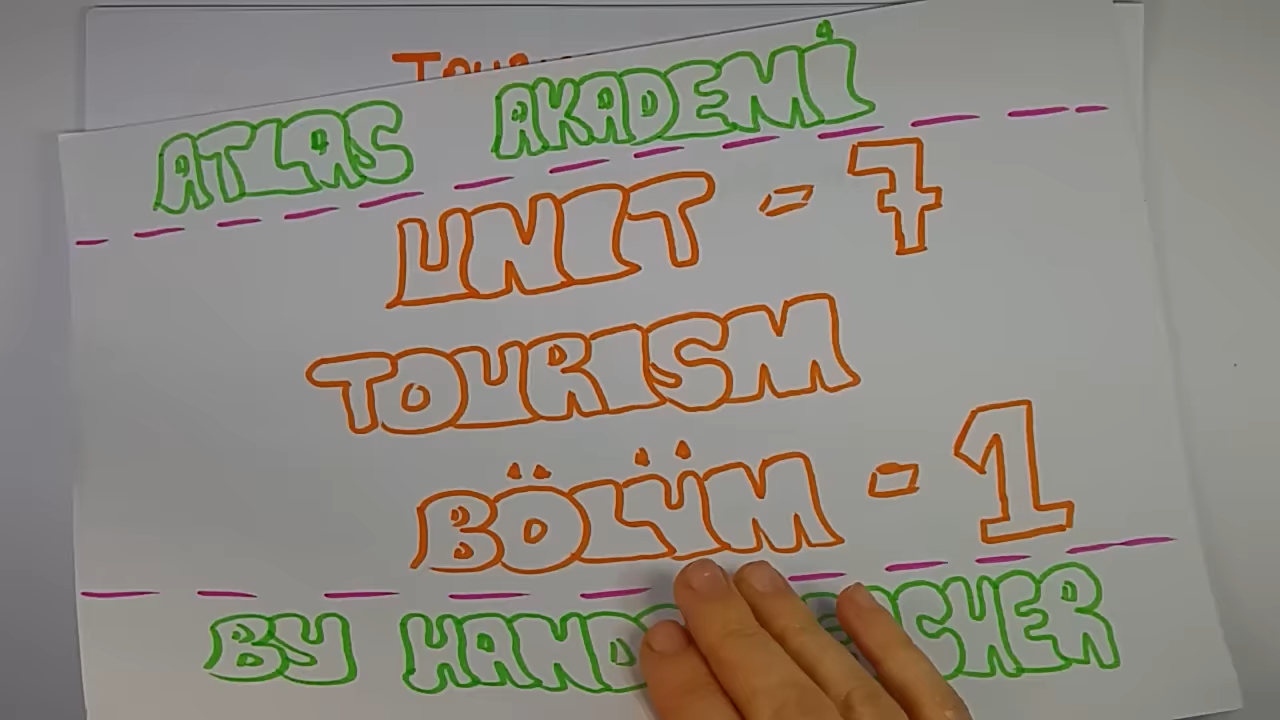 ATLAS AKADEMİ
UNIT - 7
TOURISM
BÖLÜM - 1
BY